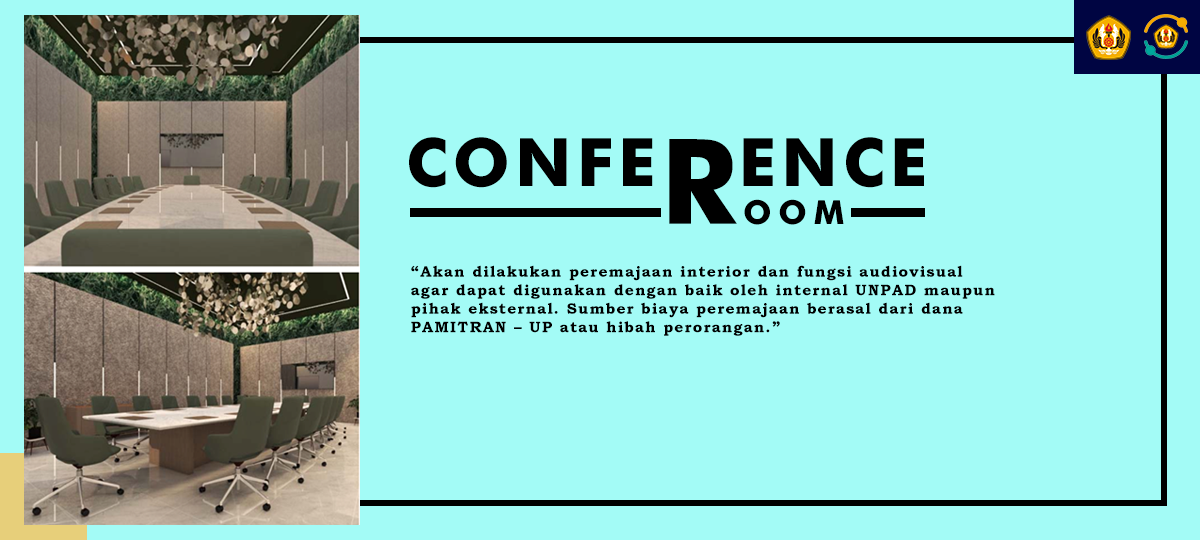 CONFERENCE
ROOM
“Akan dilakukan peremajaan interior dan fungsi audiovisual
agar dapat digunakan dengan baik oleh internal UNPAD maupun
pihak eksternal. Sumber biaya peremajaan berasal dari dana
PAMITRAN – UP atau hibah perorangan.”